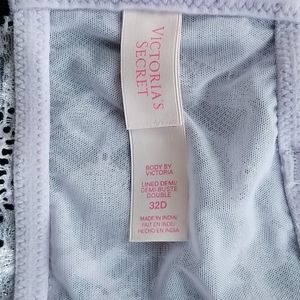 VICTORIA'S
SECRET
BODY BY
VICTORIA
LINED DEMI
DEMI-BUSTE
DOUBLE
32D
MADE IN INDIA
FAIT EN INDE
HECHO EN INDIA